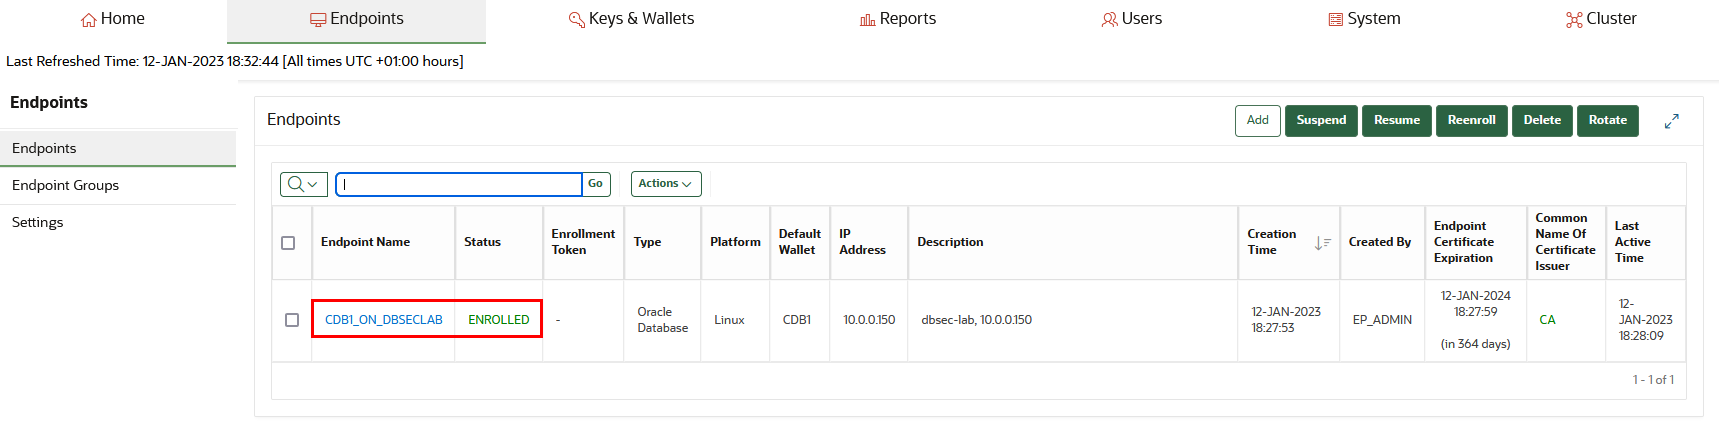 Home Endpoints Keys & Wallets Reports Users System Cluster
Last Refreshed Time: 12-JAN-2023 18:32:44 [All times UTC +01:00 hours]
Endpoints
Endpoints
Endpoint Groups
Settings
Endpoints
Add Suspend Resume Reenroll Delete Rotate
Go Actions
Endpoint Name
Status
Enrollment
Token
Type
Platform
Default
Wallet
IP
Address
Description
Creation
Time
Created By
Endpoint
Certificate
Expiration
Common
Name Of
Certificate
Issuer
Last
Active
Time
CDB1_ON_DBSECLAB
ENROLLED
-
Oracle
Database
Linux
CDB1
10.0.0.150
dbsec-lab, 10.0.0.150
12-JAN-2023
18:27:53
EP_ADMIN
12-JAN-2024
18:27:59
(in 364 days)
CA
12-
JAN-2023
18:28:09
1 - 1 of 1